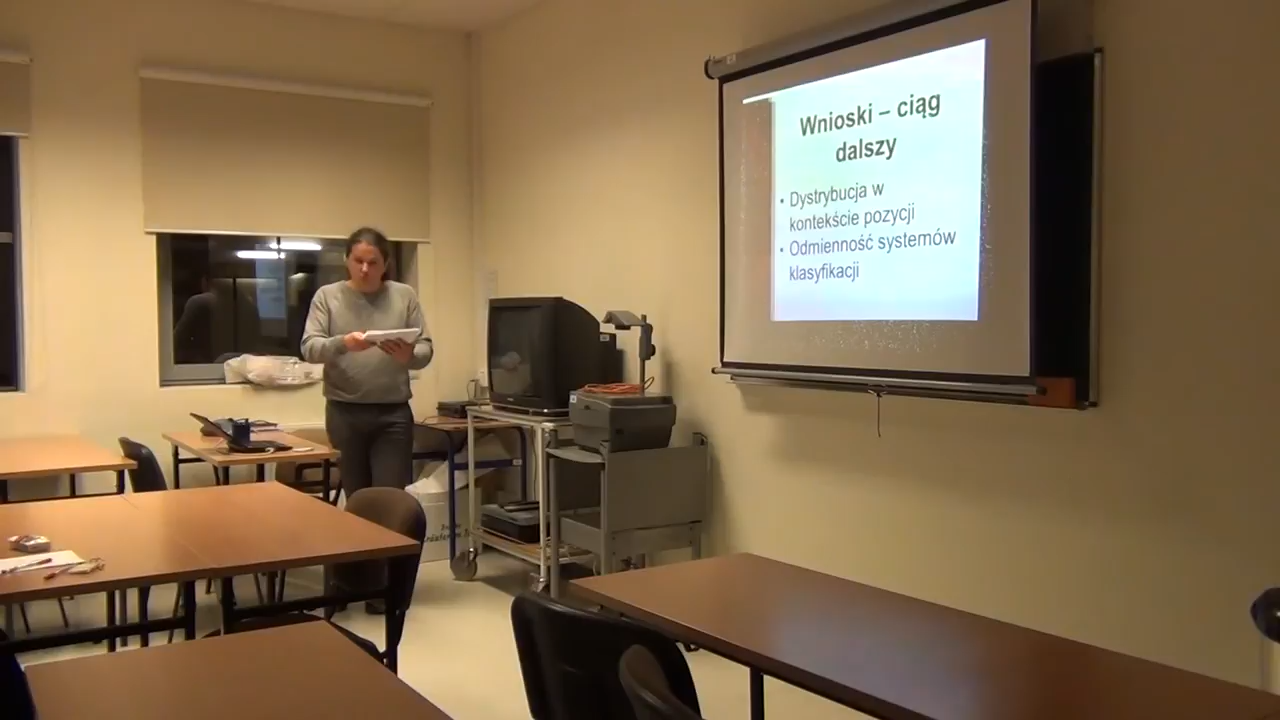 Wnioski – ciąg
dalszy
• Dystrybucja w
kontekście pozycji
• Odmienność systemów
klasyfikacji